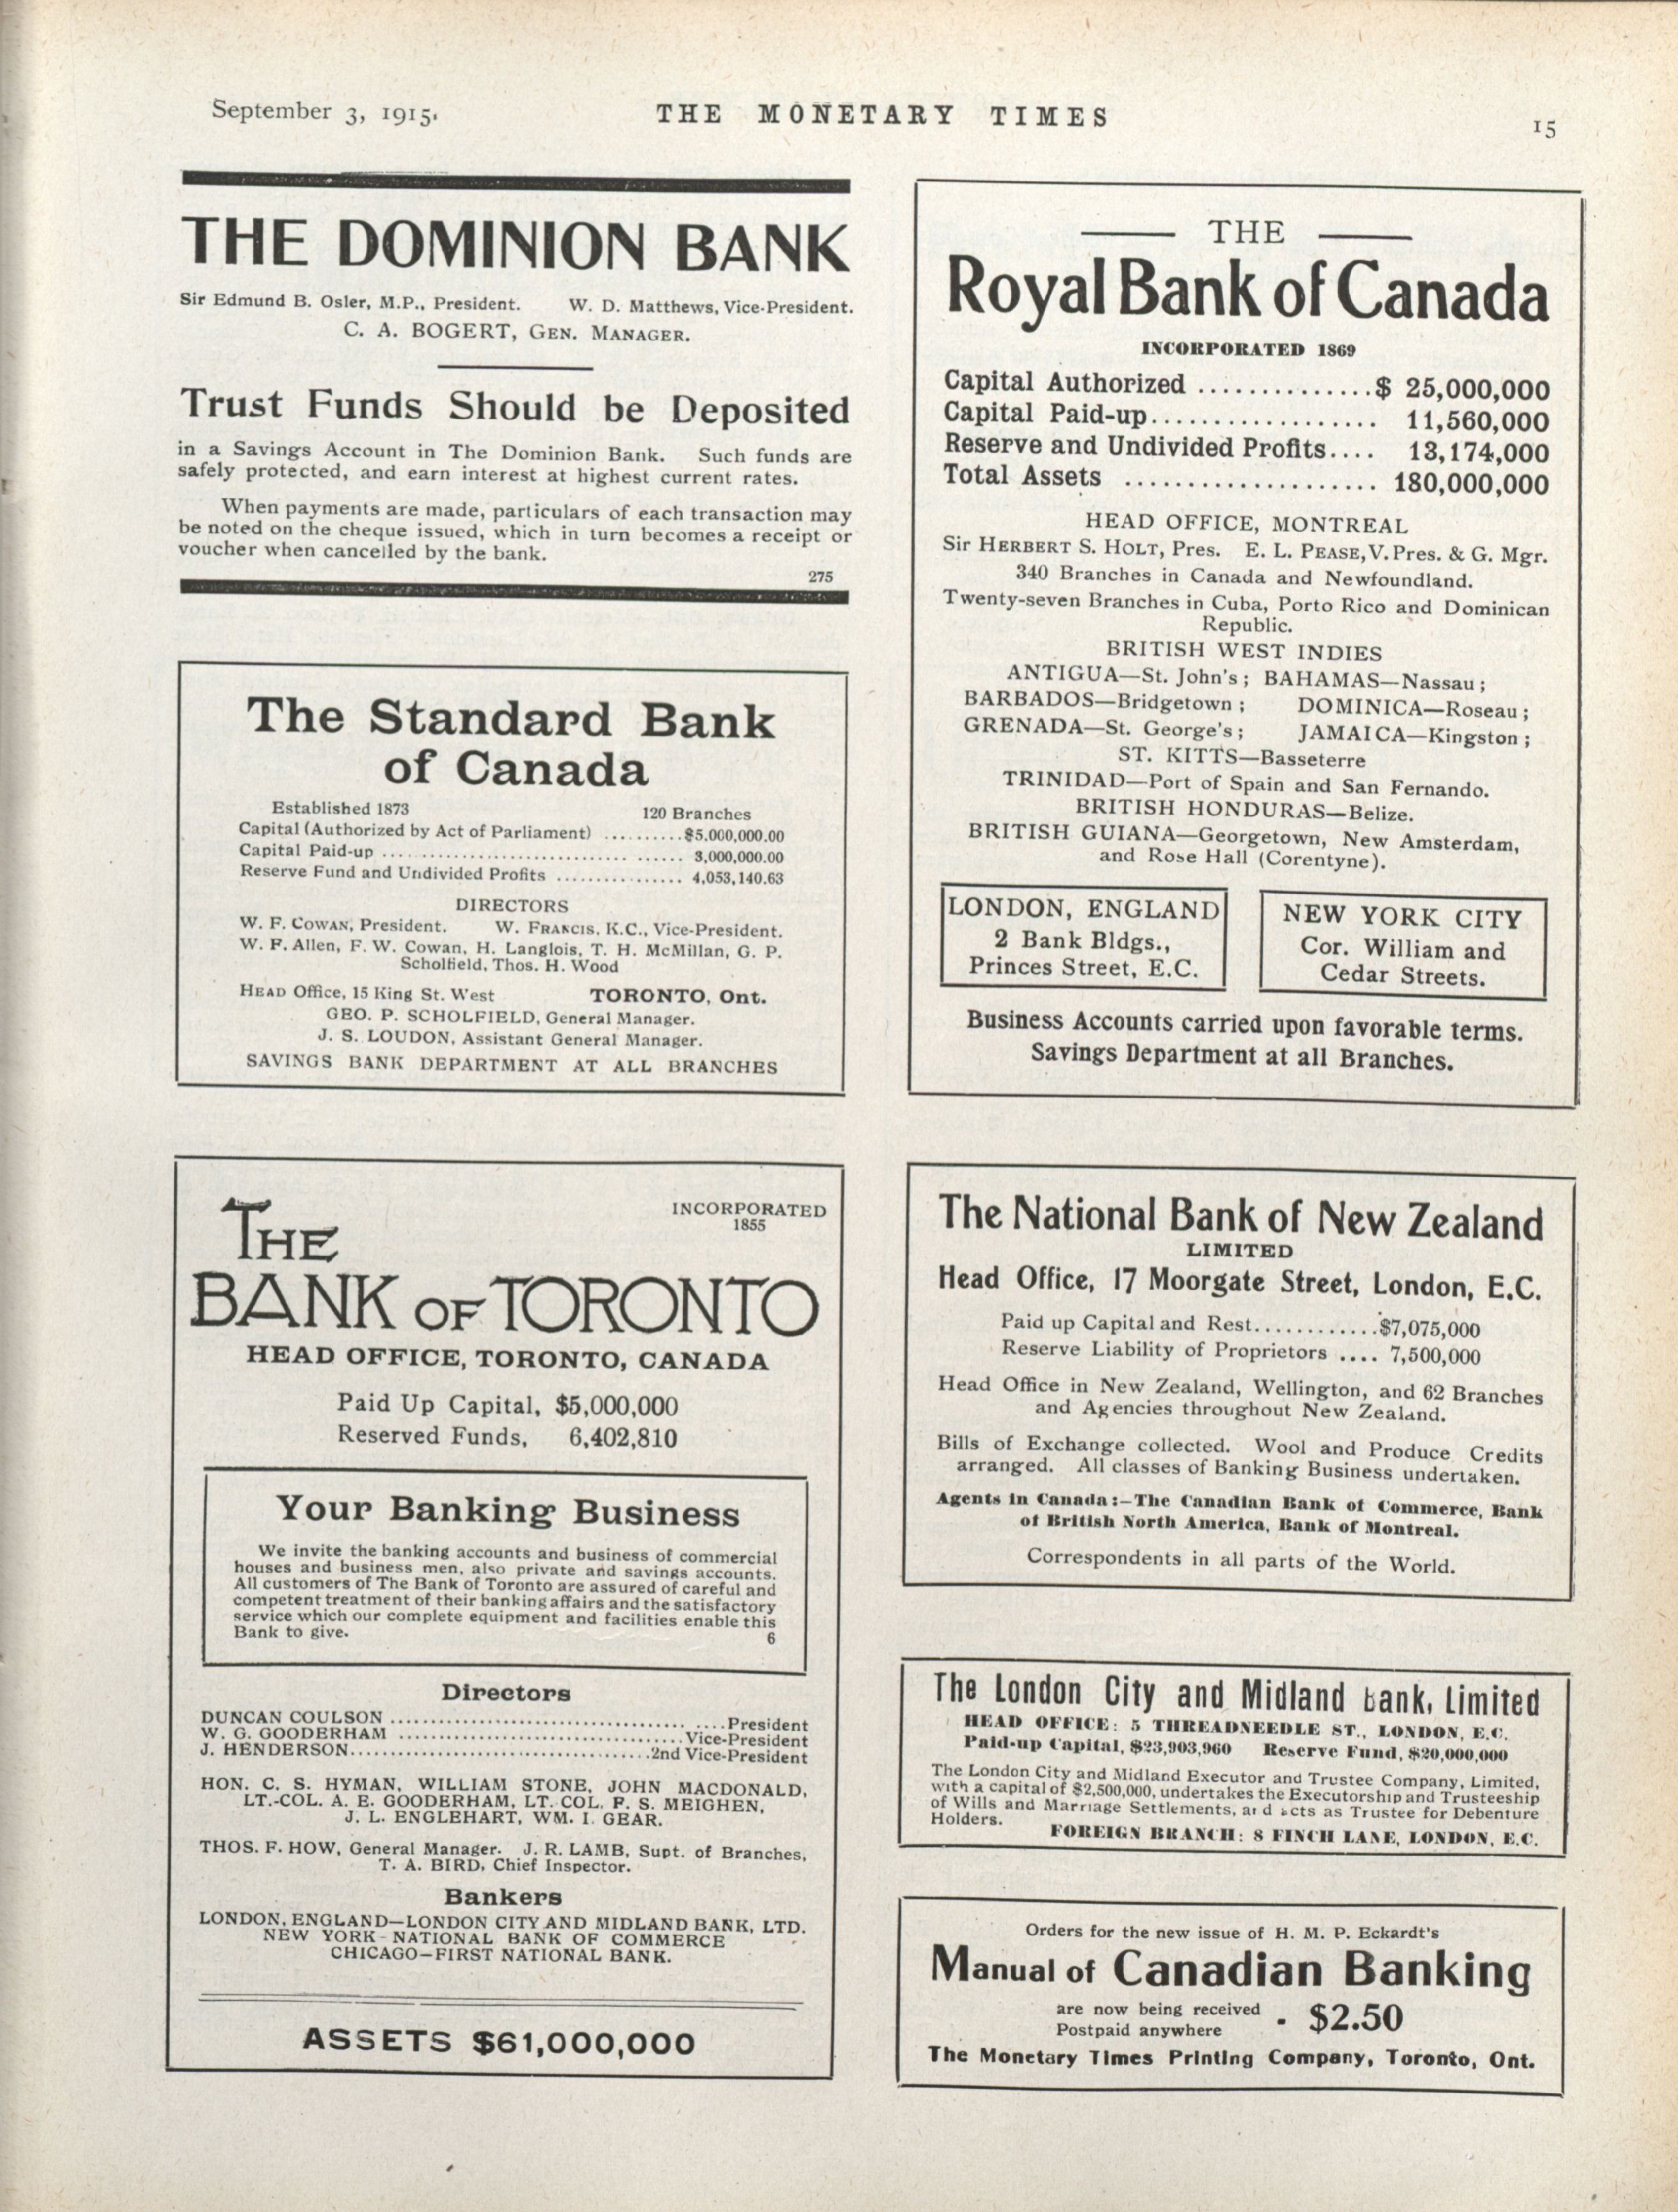 September 3, 1915.
THE MONETARY TIMES
15
THE DOMINION BANK
Sir Edmund B. Osler, M.P., President. W. D. Matthews, Vice-President.
C. A. BOGERT, GEN. MANAGER.
Trust Funds Should be Deposited
in a Savings Account in The Dominion Bank. Such funds are
safely protected, and earn interest at highest current rates.
When payments are made, particulars of each transaction may
be noted on the cheque issued, which in turn becomes a receipt or
voucher when cancelled by the bank.
275
The Standard Bank
of Canada
Established 1873 120 Branches
Capital (Authorized by Act of Parliament) ..........$5,000,000.00
Capital Paid-up .................................... 3,000,000.00
Reserve Fund and Undivided Profits ................ 4,053,140.63
DIRECTORS
W. F. COWAN, President. W. FRANCIS, K.C., Vice-President.
W. F. Allen, F. W. Cowan, H. Langlois, T. H. McMillan, G. P.
Scholfield, Thos. H. Wood
HEAD Office, 15 King St. West TORONTO, Ont.
GEO. P. SCHOLFIELD, General Manager.
J. S. LOUDON, Assistant General Manager.
SAVINGS BANK DEPARTMENT AT ALL BRANCHES
INCORPORATED
1855
THE
BANK OF TORONTO
HEAD OFFICE, TORONTO, CANADA
Paid Up Capital, $5,000,000
Reserved Funds, 6,402,810
Your Banking Business
We invite the banking accounts and business of commercial
houses and business men, also private and savings accounts.
All customers of The Bank of Toronto are assured of careful and
competent treatment of their banking affairs and the satisfactory
service which our complete equipment and facilities enable this
Bank to give.
6
Directors
DUNCAN COULSON ........................................President
W. G. GOODERHAM ..................................Vice-President
J. HENDERSON......................................2nd Vice-President
HON. C. S. HYMAN, WILLIAM STONE, JOHN MACDONALD,
LT.-COL. A. E. GOODERHAM, LT. COL. F. S. MEIGHEN,
J. L. ENGLEHART, WM. I. GEAR.
THOS. F. HOW, General Manager. J. R. LAMB, Supt. of Branches,
T. A. BIRD, Chief Inspector.
Bankers
LONDON, ENGLAND—LONDON CITY AND MIDLAND BANK, LTD.
NEW YORK-NATIONAL BANK OF COMMERCE
CHICAGO—FIRST NATIONAL BANK.
ASSETS $61,000,000
THE
Royal Bank of Canada
INCORPORATED 1869
Capital Authorized ..............$ 25,000,000
Capital Paid-up.................. 11,560,000
Reserve and Undivided Profits.... 13,174,000
Total Assets .................... 180,000,000
HEAD OFFICE, MONTREAL
Sir HERBERT S. HOLT, Pres. E. L. PEASE, V. Pres. & G. Mgr.
340 Branches in Canada and Newfoundland.
Twenty-seven Branches in Cuba, Porto Rico and Dominican
Republic.
BRITISH WEST INDIES
ANTIGUA—St. John's; BAHAMAS—Nassau;
BARBADOS—Bridgetown; DOMINICA—Roseau;
GRENADA—St. George's; JAMAICA—Kingston;
ST. KITTS—Basseterre
TRINIDAD—Port of Spain and San Fernando.
BRITISH HONDURAS—Belize.
BRITISH GUIANA—Georgetown, New Amsterdam,
and Rose Hall (Corentyne).
LONDON, ENGLAND
2 Bank Bldgs.,
Princes Street, E.C.
NEW YORK CITY
Cor. William and
Cedar Streets.
Business Accounts carried upon favorable terms.
Savings Department at all Branches.
The National Bank of New Zealand
LIMITED
Head Office, 17 Moorgate Street, London, E.C.
Paid up Capital and Rest............$7,075,000
Reserve Liability of Proprietors .... 7,500,000
Head Office in New Zealand, Wellington, and 62 Branches
and Agencies throughout New Zealand.
Bills of Exchange collected. Wool and Produce Credits
arranged. All classes of Banking Business undertaken.
Agents in Canada:—The Canadian Bank of Commerce, Bank
of British North America, Bank of Montreal.
Correspondents in all parts of the World.
The London City and Midland Bank, Limited
HEAD OFFICE: 5 THREADNEEDLE ST., LONDON, E.C.
Paid-up Capital, $23,903,960 Reserve Fund, $20,000,000
The London City and Midland Executor and Trustee Company, Limited,
with a capital of $2,500,000, undertakes the Executorship and Trusteeship
of Wills and Marriage Settlements, and acts as Trustee for Debenture
Holders.
FOREIGN BRANCH: 8 FINCH LANE, LONDON, E.C.
Orders for the new issue of H. M. P. Eckardt's
Manual of Canadian Banking
are now being received
Postpaid anywhere - $2.50
The Monetary Times Printing Company, Toronto, Ont.